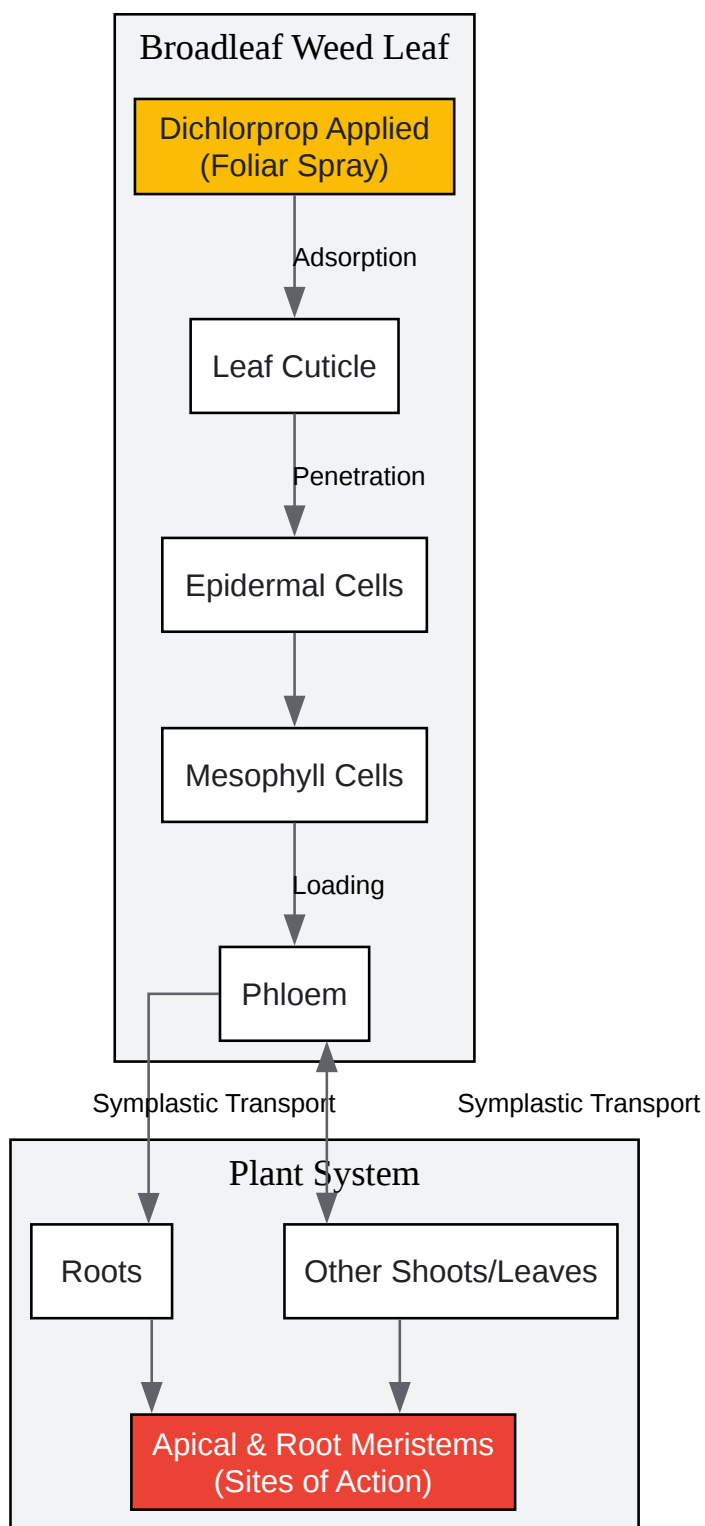 Broadleaf Weed Leaf
Dichlorprop Applied
(Foliar Spray)
Adsorption
Leaf Cuticle
Penetration
Epidermal Cells
Mesophyll Cells
Loading
Phloem
Symplastic Transport
Symplastic Transport
Plant System
Roots
Other Shoots/Leaves
Apical & Root Meristems
(Sites of Action)